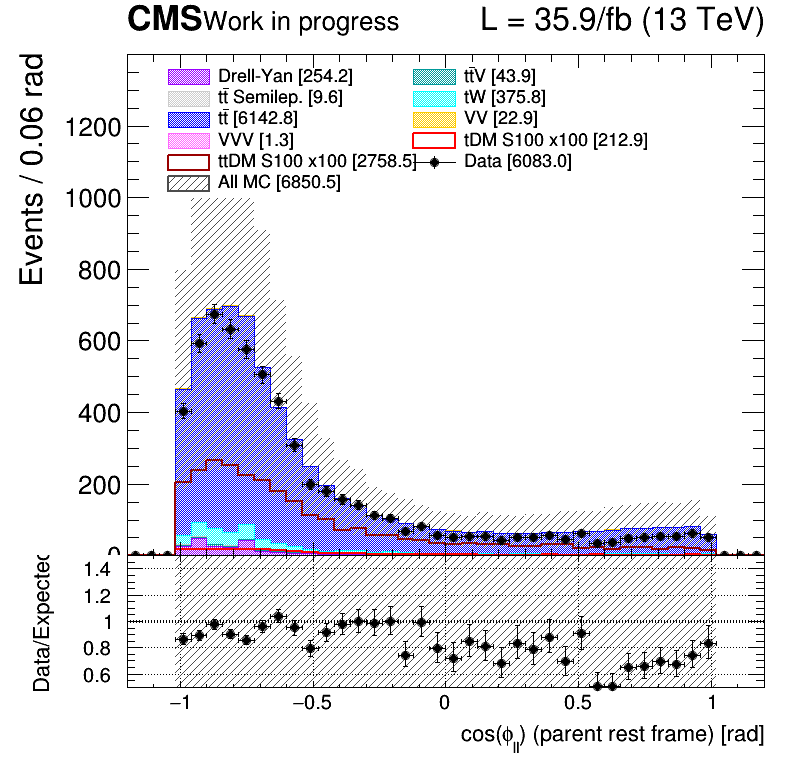 CMS Work in progress L = 35.9/fb (13 TeV)
Events / 0.06 rad
Drell-Yan [254.2] tt̄V [43.9]
tt̄ Semilep. [9.6] tW [375.8]
tt̄ [6142.8] VV [22.9]
VVV [1.3] tDM S100 x100 [212.9]
ttDM S100 x100 [2758.5] Data [6083.0]
All MC [6850.5]
1200
1000
800
600
400
200
0
Data/Expected
1.4
1.2
1
0.8
0.6
−1 −0.5 0 0.5 1
cos(ϕ_ll) (parent rest frame) [rad]